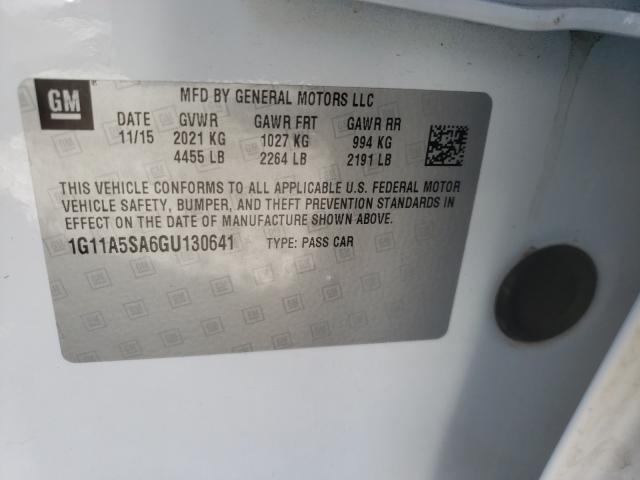 GM
MFD BY GENERAL MOTORS LLC
DATE GVWR GAWR FRT GAWR RR
11/15 2021 KG 1027 KG 994 KG
4455 LB 2264 LB 2191 LB
THIS VEHICLE CONFORMS TO ALL APPLICABLE U.S. FEDERAL MOTOR
VEHICLE SAFETY, BUMPER, AND THEFT PREVENTION STANDARDS IN
EFFECT ON THE DATE OF MANUFACTURE SHOWN ABOVE.
1G11A5SA6GU130641 TYPE: PASS CAR